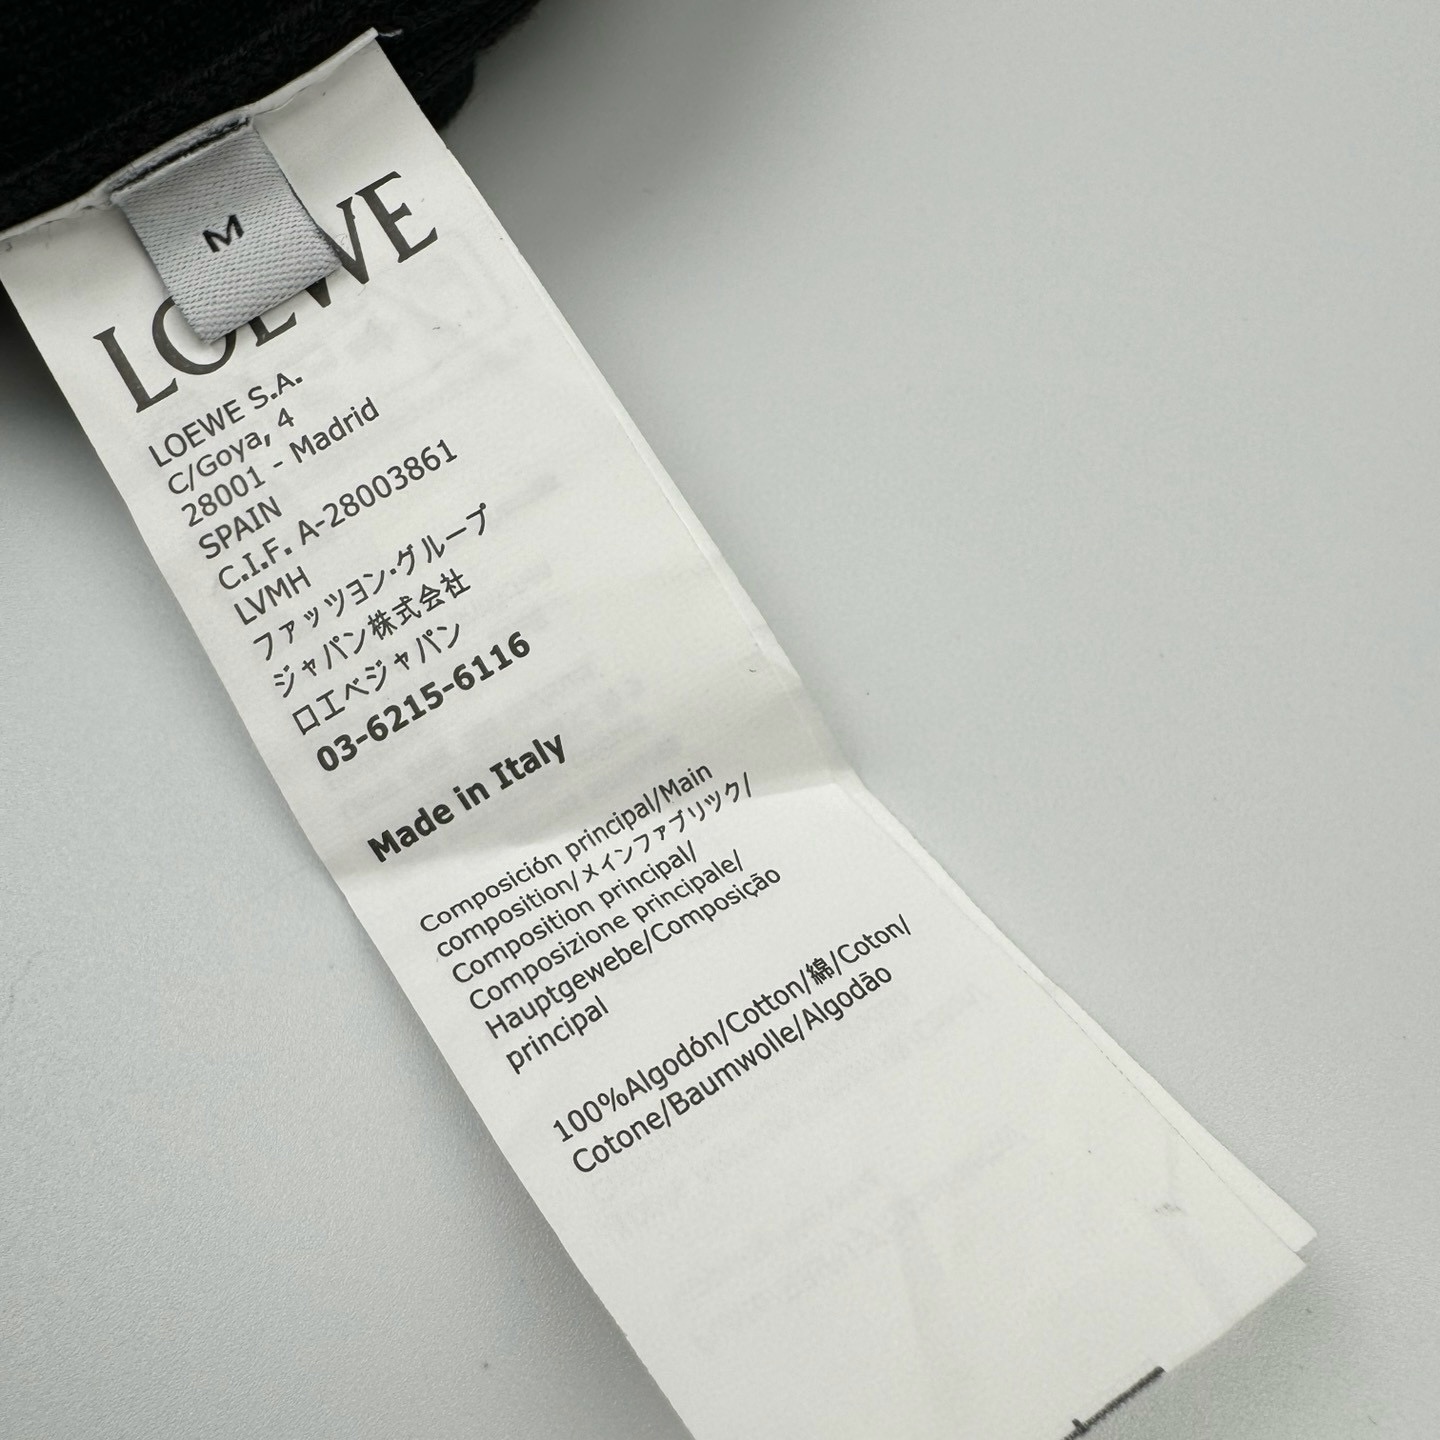 M
LOEWE
LOEWE S.A.
C/Goya, 4
28001 - Madrid
SPAIN
C.I.F. A-28003861
LVMH
ファッツヨン・グループ
ジャパン株式会社
ロエベジャパン
03-6215-6116
Made in Italy
Composición principal/Main
composition/メインファブリツク/
Composition principal/
Composizione principale/
Hauptgewebe/Composição
principal
100%Algodón/Cotton/綿/Coton/
Cotone/Baumwolle/Algodão